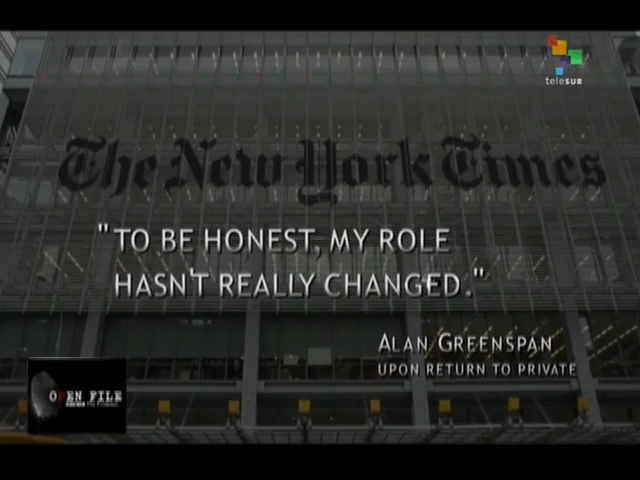 teleSUR
The New York Times
"TO BE HONEST, MY ROLE
HASN'T REALLY CHANGED."
ALAN GREENSPAN
UPON RETURN TO PRIVATE
OPEN FILE